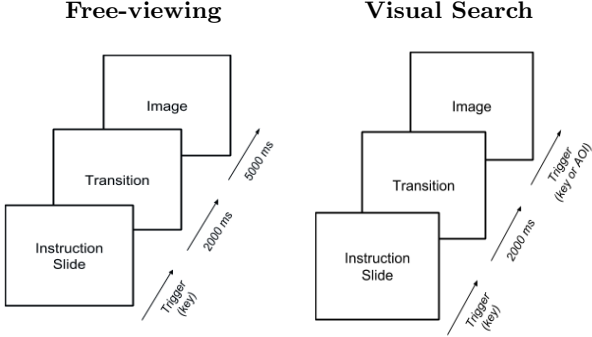 Free-viewing
Image
5000 ms
Transition
2000 ms
Instruction
Slide
Trigger
(key)
Visual Search
Image
Trigger
(key or AOI)
Transition
2000 ms
Instruction
Slide
Trigger
(key)